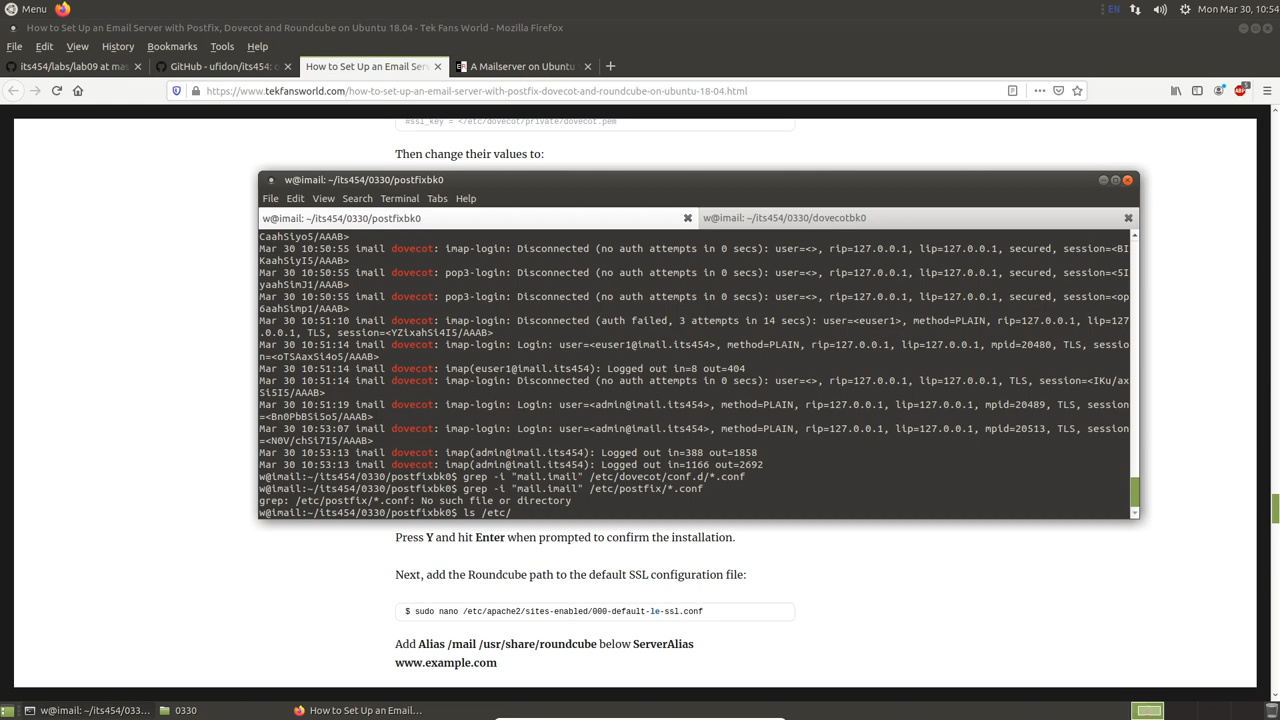 Menu
EN
Mon Mar 30, 10:54
How to Set Up an Email Server with Postfix, Dovecot and Roundcube on Ubuntu 18.04 - Tek Fans World - Mozilla Firefox
File Edit View History Bookmarks Tools Help
its454/labs/lab09 at mas
GitHub - ufidon/its454: c
How to Set Up an Email Serv
A Mailserver on Ubuntu
https://www.tekfansworld.com/how-to-set-up-an-email-server-with-postfix-dovecot-and-roundcube-on-ubuntu-18-04.html
#ssl_key = </etc/dovecot/private/dovecot.pem
Then change their values to:
w@imail: ~/its454/0330/postfixbk0
File Edit View Search Terminal Tabs Help
w@imail: ~/its454/0330/postfixbk0
w@imail: ~/its454/0330/dovecotbk0
CaahSiyo5/AAAB>
Mar 30 10:50:55 imail dovecot: imap-login: Disconnected (no auth attempts in 0 secs): user=<>, rip=127.0.0.1, lip=127.0.0.1, secured, session=<BI
KaahSiyI5/AAAB>
Mar 30 10:50:55 imail dovecot: pop3-login: Disconnected (no auth attempts in 0 secs): user=<>, rip=127.0.0.1, lip=127.0.0.1, secured, session=<5I
yaahSimJ1/AAAB>
Mar 30 10:50:55 imail dovecot: pop3-login: Disconnected (no auth attempts in 0 secs): user=<>, rip=127.0.0.1, lip=127.0.0.1, secured, session=<op
6aahSimp1/AAAB>
Mar 30 10:51:10 imail dovecot: imap-login: Disconnected (auth failed, 3 attempts in 14 secs): user=<euser1>, method=PLAIN, rip=127.0.0.1, lip=127
.0.0.1, TLS, session=<YZixahSi4I5/AAAB>
Mar 30 10:51:14 imail dovecot: imap-login: Login: user=<euser1@imail.its454>, method=PLAIN, rip=127.0.0.1, lip=127.0.0.1, mpid=20480, TLS, sessio
n=<oTSAaxSi4o5/AAAB>
Mar 30 10:51:14 imail dovecot: imap(euser1@imail.its454): Logged out in=8 out=404
Mar 30 10:51:14 imail dovecot: imap-login: Disconnected (no auth attempts in 0 secs): user=<>, rip=127.0.0.1, lip=127.0.0.1, TLS, session=<IKu/ax
Si5I5/AAAB>
Mar 30 10:51:19 imail dovecot: imap-login: Login: user=<admin@imail.its454>, method=PLAIN, rip=127.0.0.1, lip=127.0.0.1, mpid=20489, TLS, session
=<Bn0PbBSi5o5/AAAB>
Mar 30 10:53:07 imail dovecot: imap-login: Login: user=<admin@imail.its454>, method=PLAIN, rip=127.0.0.1, lip=127.0.0.1, mpid=20513, TLS, session
=<N0V/chSi7I5/AAAB>
Mar 30 10:53:13 imail dovecot: imap(admin@imail.its454): Logged out in=388 out=1858
Mar 30 10:53:13 imail dovecot: imap(admin@imail.its454): Logged out in=1166 out=2692
w@imail:~/its454/0330/postfixbk0$ grep -i "mail.imail" /etc/dovecot/conf.d/*.conf
w@imail:~/its454/0330/postfixbk0$ grep -i "mail.imail" /etc/postfix/*.conf
grep: /etc/postfix/*.conf: No such file or directory
w@imail:~/its454/0330/postfixbk0$ ls /etc/
Press Y and hit Enter when prompted to confirm the installation.
Next, add the Roundcube path to the default SSL configuration file:
$ sudo nano /etc/apache2/sites-enabled/000-default-le-ssl.conf
Add Alias /mail /usr/share/roundcube below ServerAlias
www.example.com
w@imail: ~/its454/033...
0330
How to Set Up an Email...